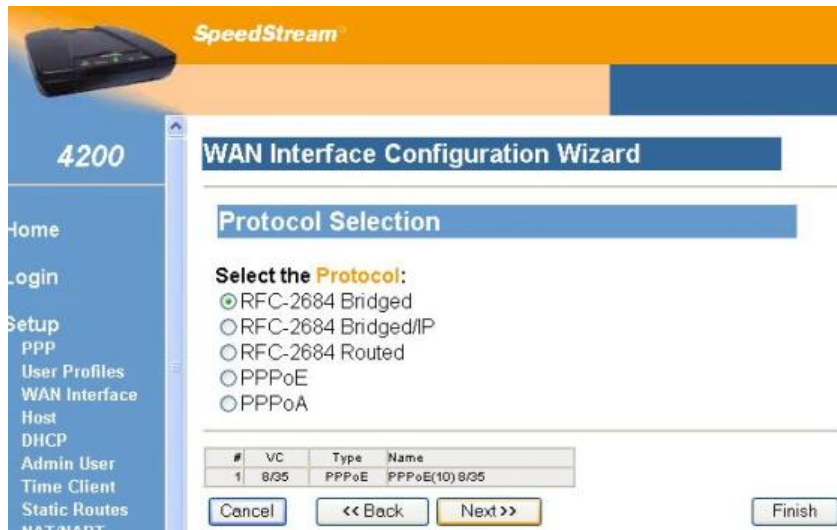 SpeedStream
4200
Home
Login
Setup
PPP
User Profiles
WAN Interface
Host
DHCP
Admin User
Time Client
Static Routes
NAT/NAPT
WAN Interface Configuration Wizard
Protocol Selection
Select the Protocol:
RFC-2684 Bridged
RFC-2684 Bridged/IP
RFC-2684 Routed
PPPoE
PPPoA
# VC Type Name
1 8/35 PPPoE PPPoE(10) 8/35
Cancel << Back Next >> Finish